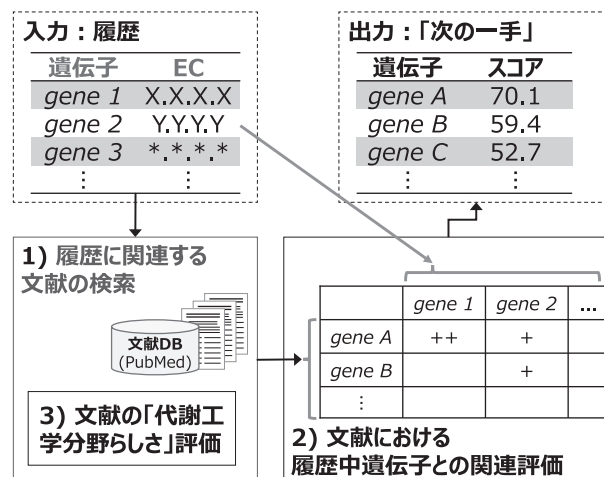 入力：履歴
遺伝子 EC
gene 1 X.X.X.X
gene 2 Y.Y.Y.Y
gene 3 *.*.*.*
⋮ ⋮
出力：「次の一手」
遺伝子 スコア
gene A 70.1
gene B 59.4
gene C 52.7
⋮ ⋮
1) 履歴に関連する
文献の検索
文献DB
(PubMed)
3) 文献の「代謝工
学分野らしさ」評価
gene 1 gene 2 ...
gene A ++ +
gene B +
⋮
2) 文献における
履歴中遺伝子との関連評価